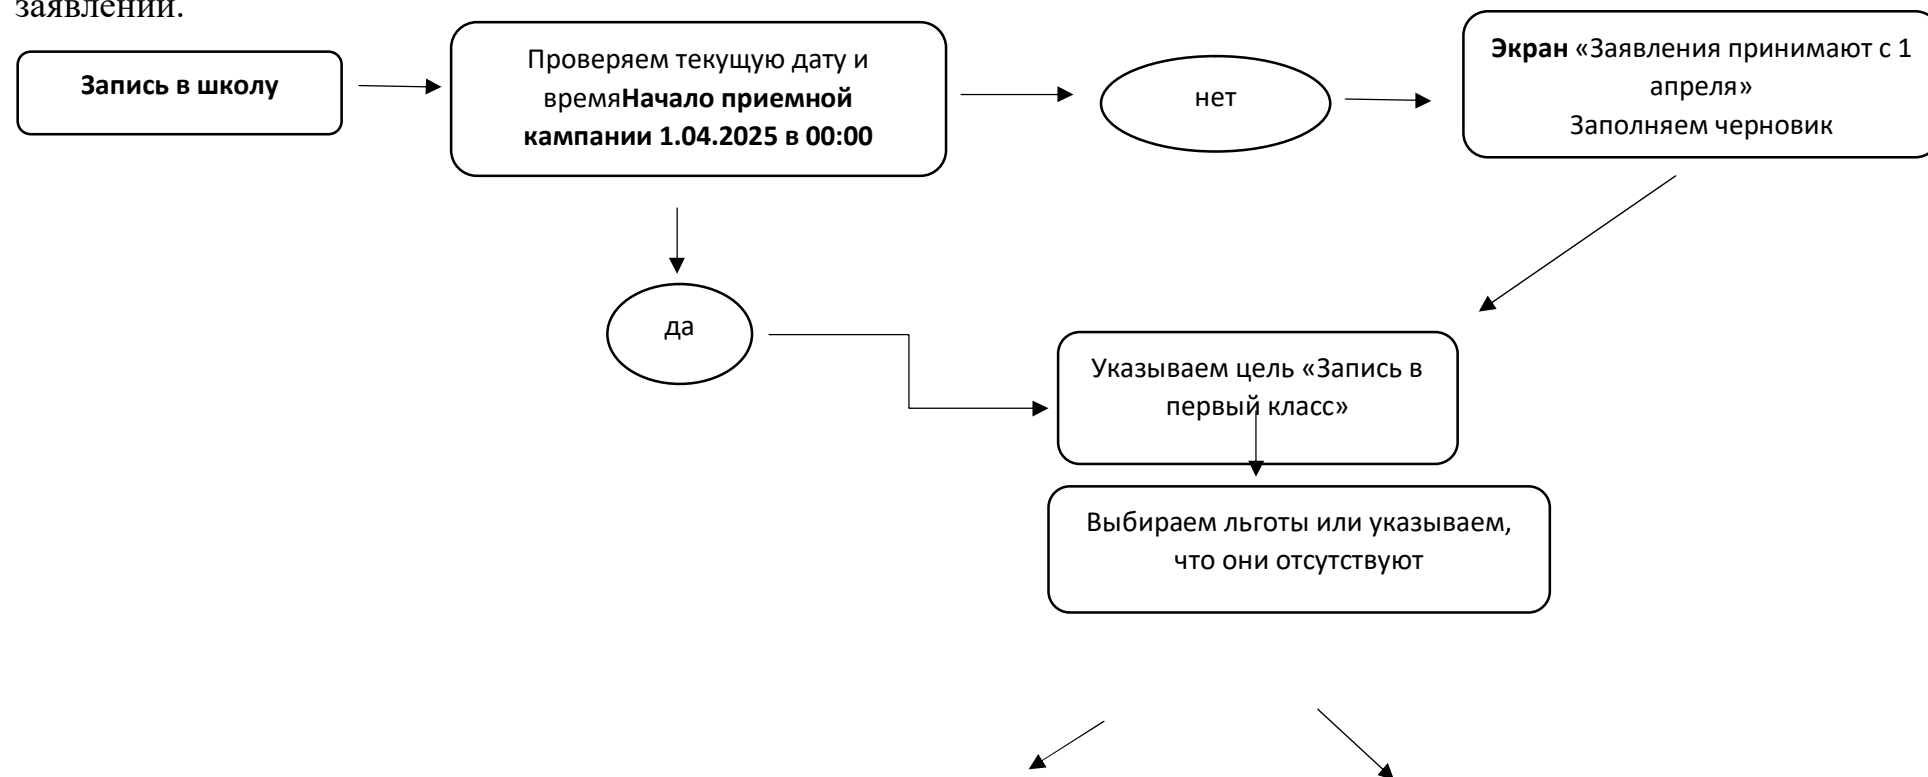 заявлений.
Запись в школу
Проверяем текущую дату и
времяНачало приемной
кампании 1.04.2025 в 00:00
нет
Экран «Заявления принимают с 1
апреля»
Заполняем черновик
да
Указываем цель «Запись в
первый класс»
Выбираем льготы или указываем,
что они отсутствуют